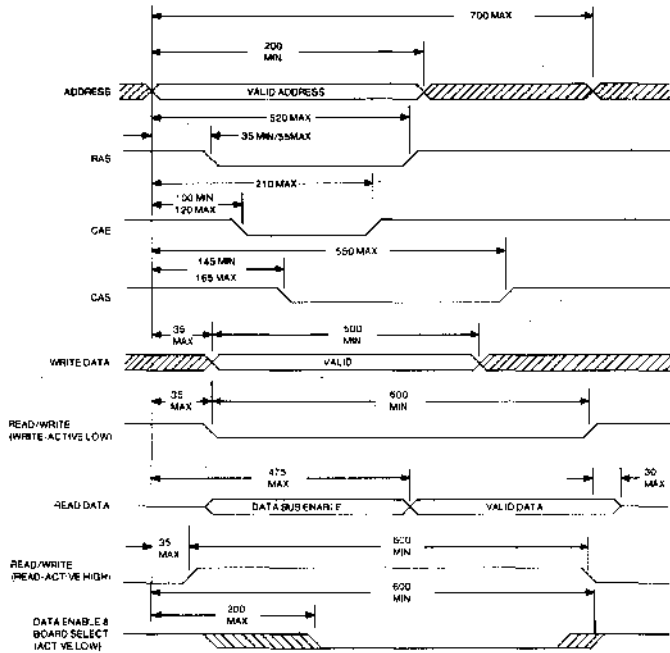 700 MAX
200
MIN
ADDRESS
VALID ADDRESS
520 MAX
35 MIN/55MAX
RAS
210 MAX
100 MIN
120 MAX
CAE
550 MAX
145 MIN
165 MAX
CAS
35
MAX
500
MIN
WRITE DATA
VALID
35
MAX
600
MIN
READ/WRITE
(WRITE-ACTIVE LOW)
475
MAX
30
MAX
READ DATA
DATA BUS ENABLE
VALID DATA
35
MAX
600
MIN
READ/WRITE
(READ-ACTIVE HIGH)
600
MIN
200
MAX
DATA ENABLE &
BOARD SELECT
(ACTIVE LOW)